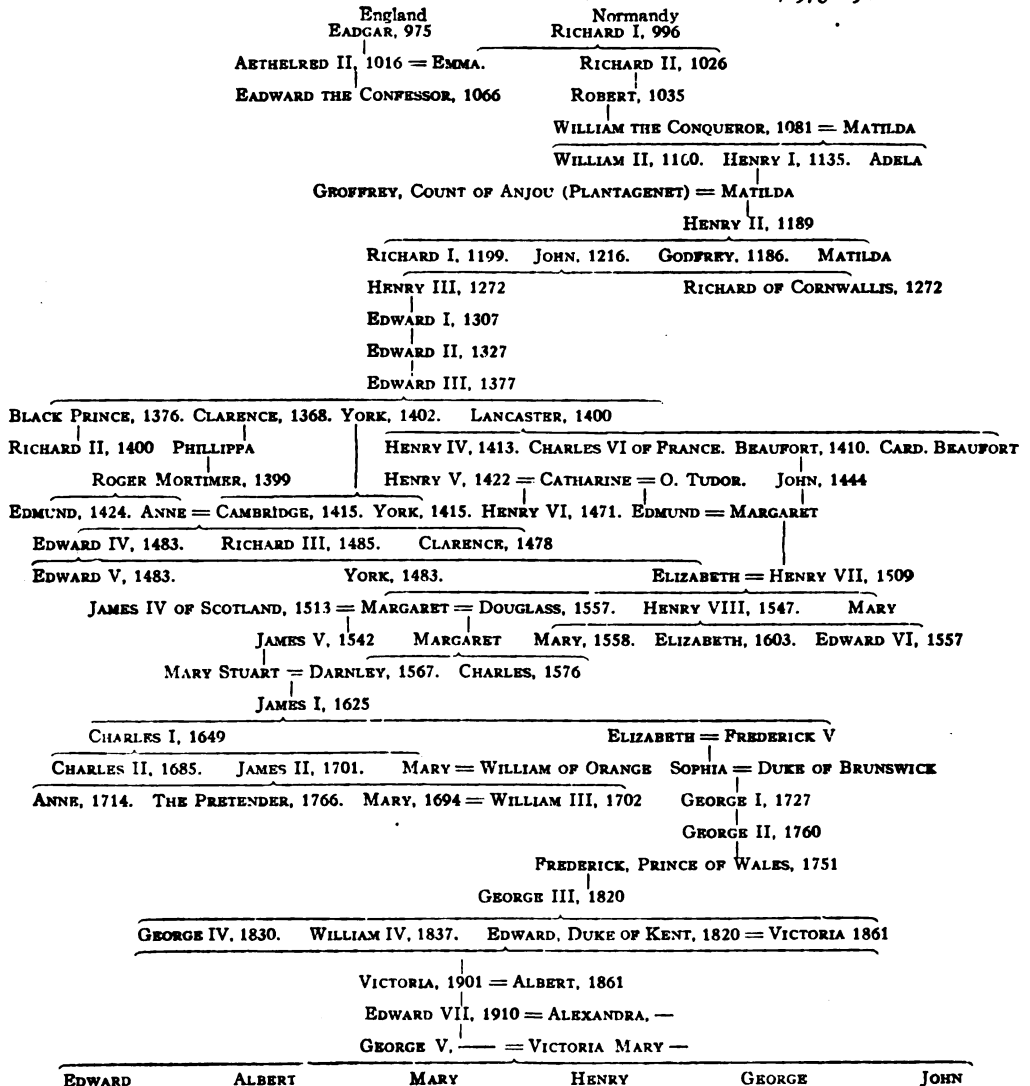 England Normandy
EADGAR, 975 RICHARD I, 996
AETHELRED II, 1016 = EMMA. RICHARD II, 1026
EADWARD THE CONFESSOR, 1066 ROBERT, 1035
WILLIAM THE CONQUEROR, 1081 = MATILDA
WILLIAM II, 1100. HENRY I, 1135. ADELA
GEOFFREY, COUNT OF ANJOU (PLANTAGENET) = MATILDA
HENRY II, 1189
RICHARD I, 1199. JOHN, 1216. GODFREY, 1186. MATILDA
HENRY III, 1272 RICHARD OF CORNWALLIS, 1272
EDWARD I, 1307
EDWARD II, 1327
EDWARD III, 1377
BLACK PRINCE, 1376. CLARENCE, 1368. YORK, 1402. LANCASTER, 1400
RICHARD II, 1400 PHILLIPPA HENRY IV, 1413. CHARLES VI OF FRANCE. BEAUFORT, 1410. CARD. BEAUFORT
ROGER MORTIMER, 1399 HENRY V, 1422 = CATHARINE = O. TUDOR. JOHN, 1444
EDMUND, 1424. ANNE = CAMBRIDGE, 1415. YORK, 1415. HENRY VI, 1471. EDMUND = MARGARET
EDWARD IV, 1483. RICHARD III, 1485. CLARENCE, 1478
EDWARD V, 1483. YORK, 1483. ELIZABETH = HENRY VII, 1509
JAMES IV OF SCOTLAND, 1513 = MARGARET = DOUGLASS, 1557. HENRY VIII, 1547. MARY
JAMES V, 1542 MARGARET MARY, 1558. ELIZABETH, 1603. EDWARD VI, 1557
MARY STUART = DARNLEY, 1567. CHARLES, 1576
JAMES I, 1625
CHARLES I, 1649 ELIZABETH = FREDERICK V
CHARLES II, 1685. JAMES II, 1701. MARY = WILLIAM OF ORANGE SOPHIA = DUKE OF BRUNSWICK
ANNE, 1714. THE PRETENDER, 1766. MARY, 1694 = WILLIAM III, 1702 GEORGE I, 1727
GEORGE II, 1760
FREDERICK, PRINCE OF WALES, 1751
GEORGE III, 1820
GEORGE IV, 1830. WILLIAM IV, 1837. EDWARD, DUKE OF KENT, 1820 = VICTORIA 1861
VICTORIA, 1901 = ALBERT, 1861
EDWARD VII, 1910 = ALEXANDRA, —
GEORGE V, —— = VICTORIA MARY —
EDWARD ALBERT MARY HENRY GEORGE JOHN